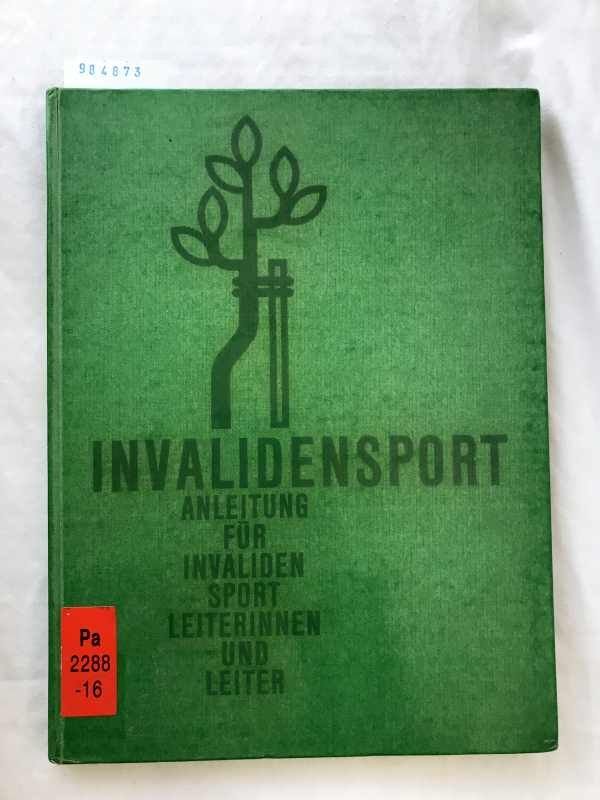 984873
INVALIDENSPORT
ANLEITUNG
FÜR
INVALIDEN
SPORT
LEITERINNEN
UND
LEITER
Pa
2288
-16